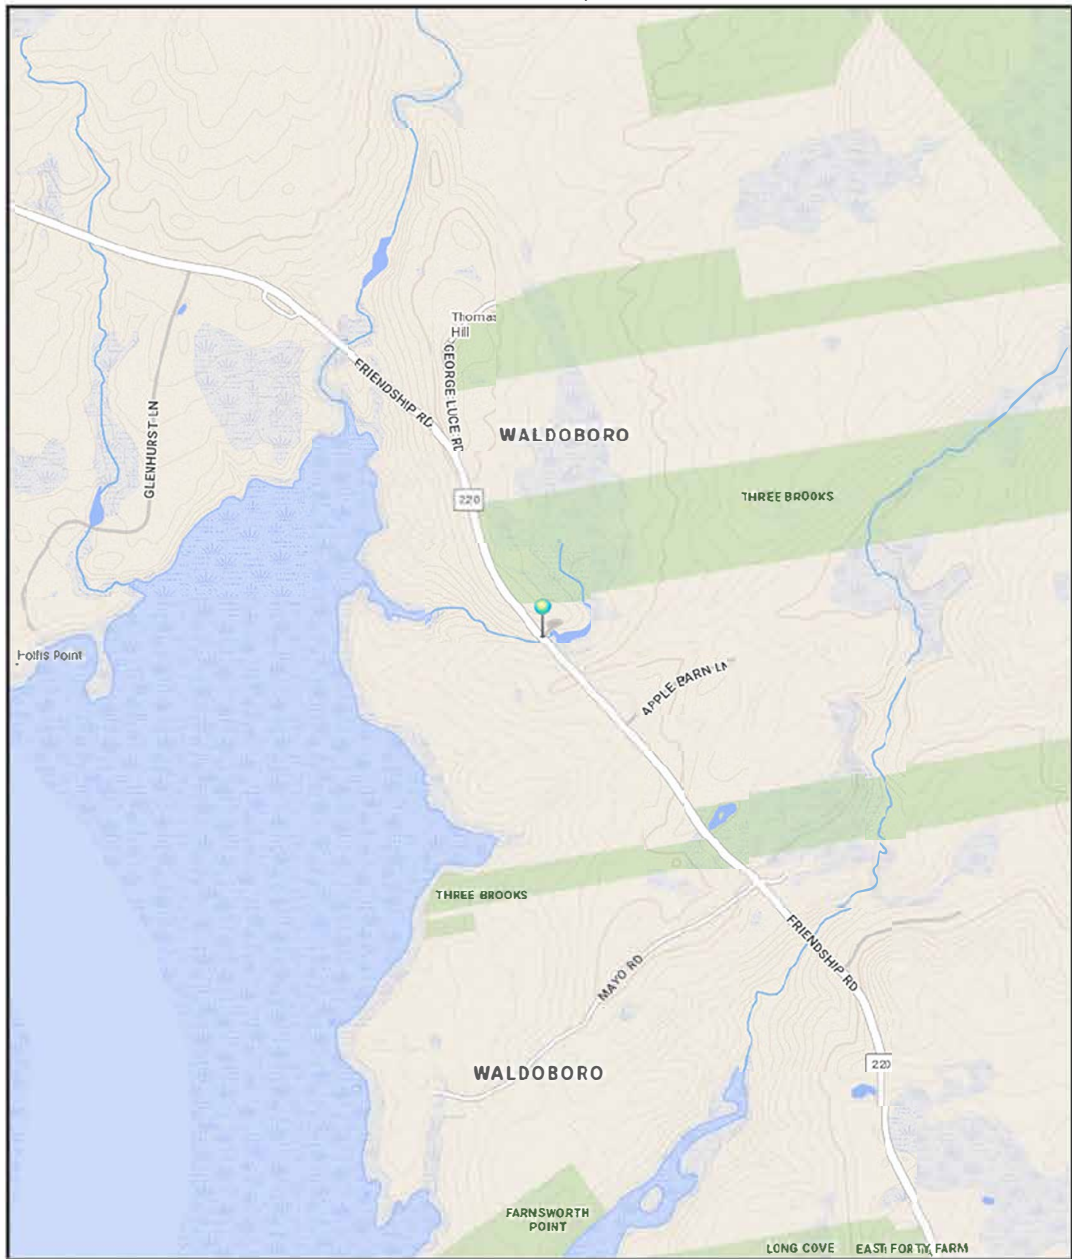 Thomas
Hill
FRIENDSHIP RD
GEORGE LUCE RD
GLENHURST LN
WALDOBORO
220
THREE BROOKS
Hollis Point
APPLE BARN LN
THREE BROOKS
FRIENDSHIP RD
MAYO RD
WALDOBORO
220
FARNSWORTH
POINT
LONG COVE
EAST FORTY FARM